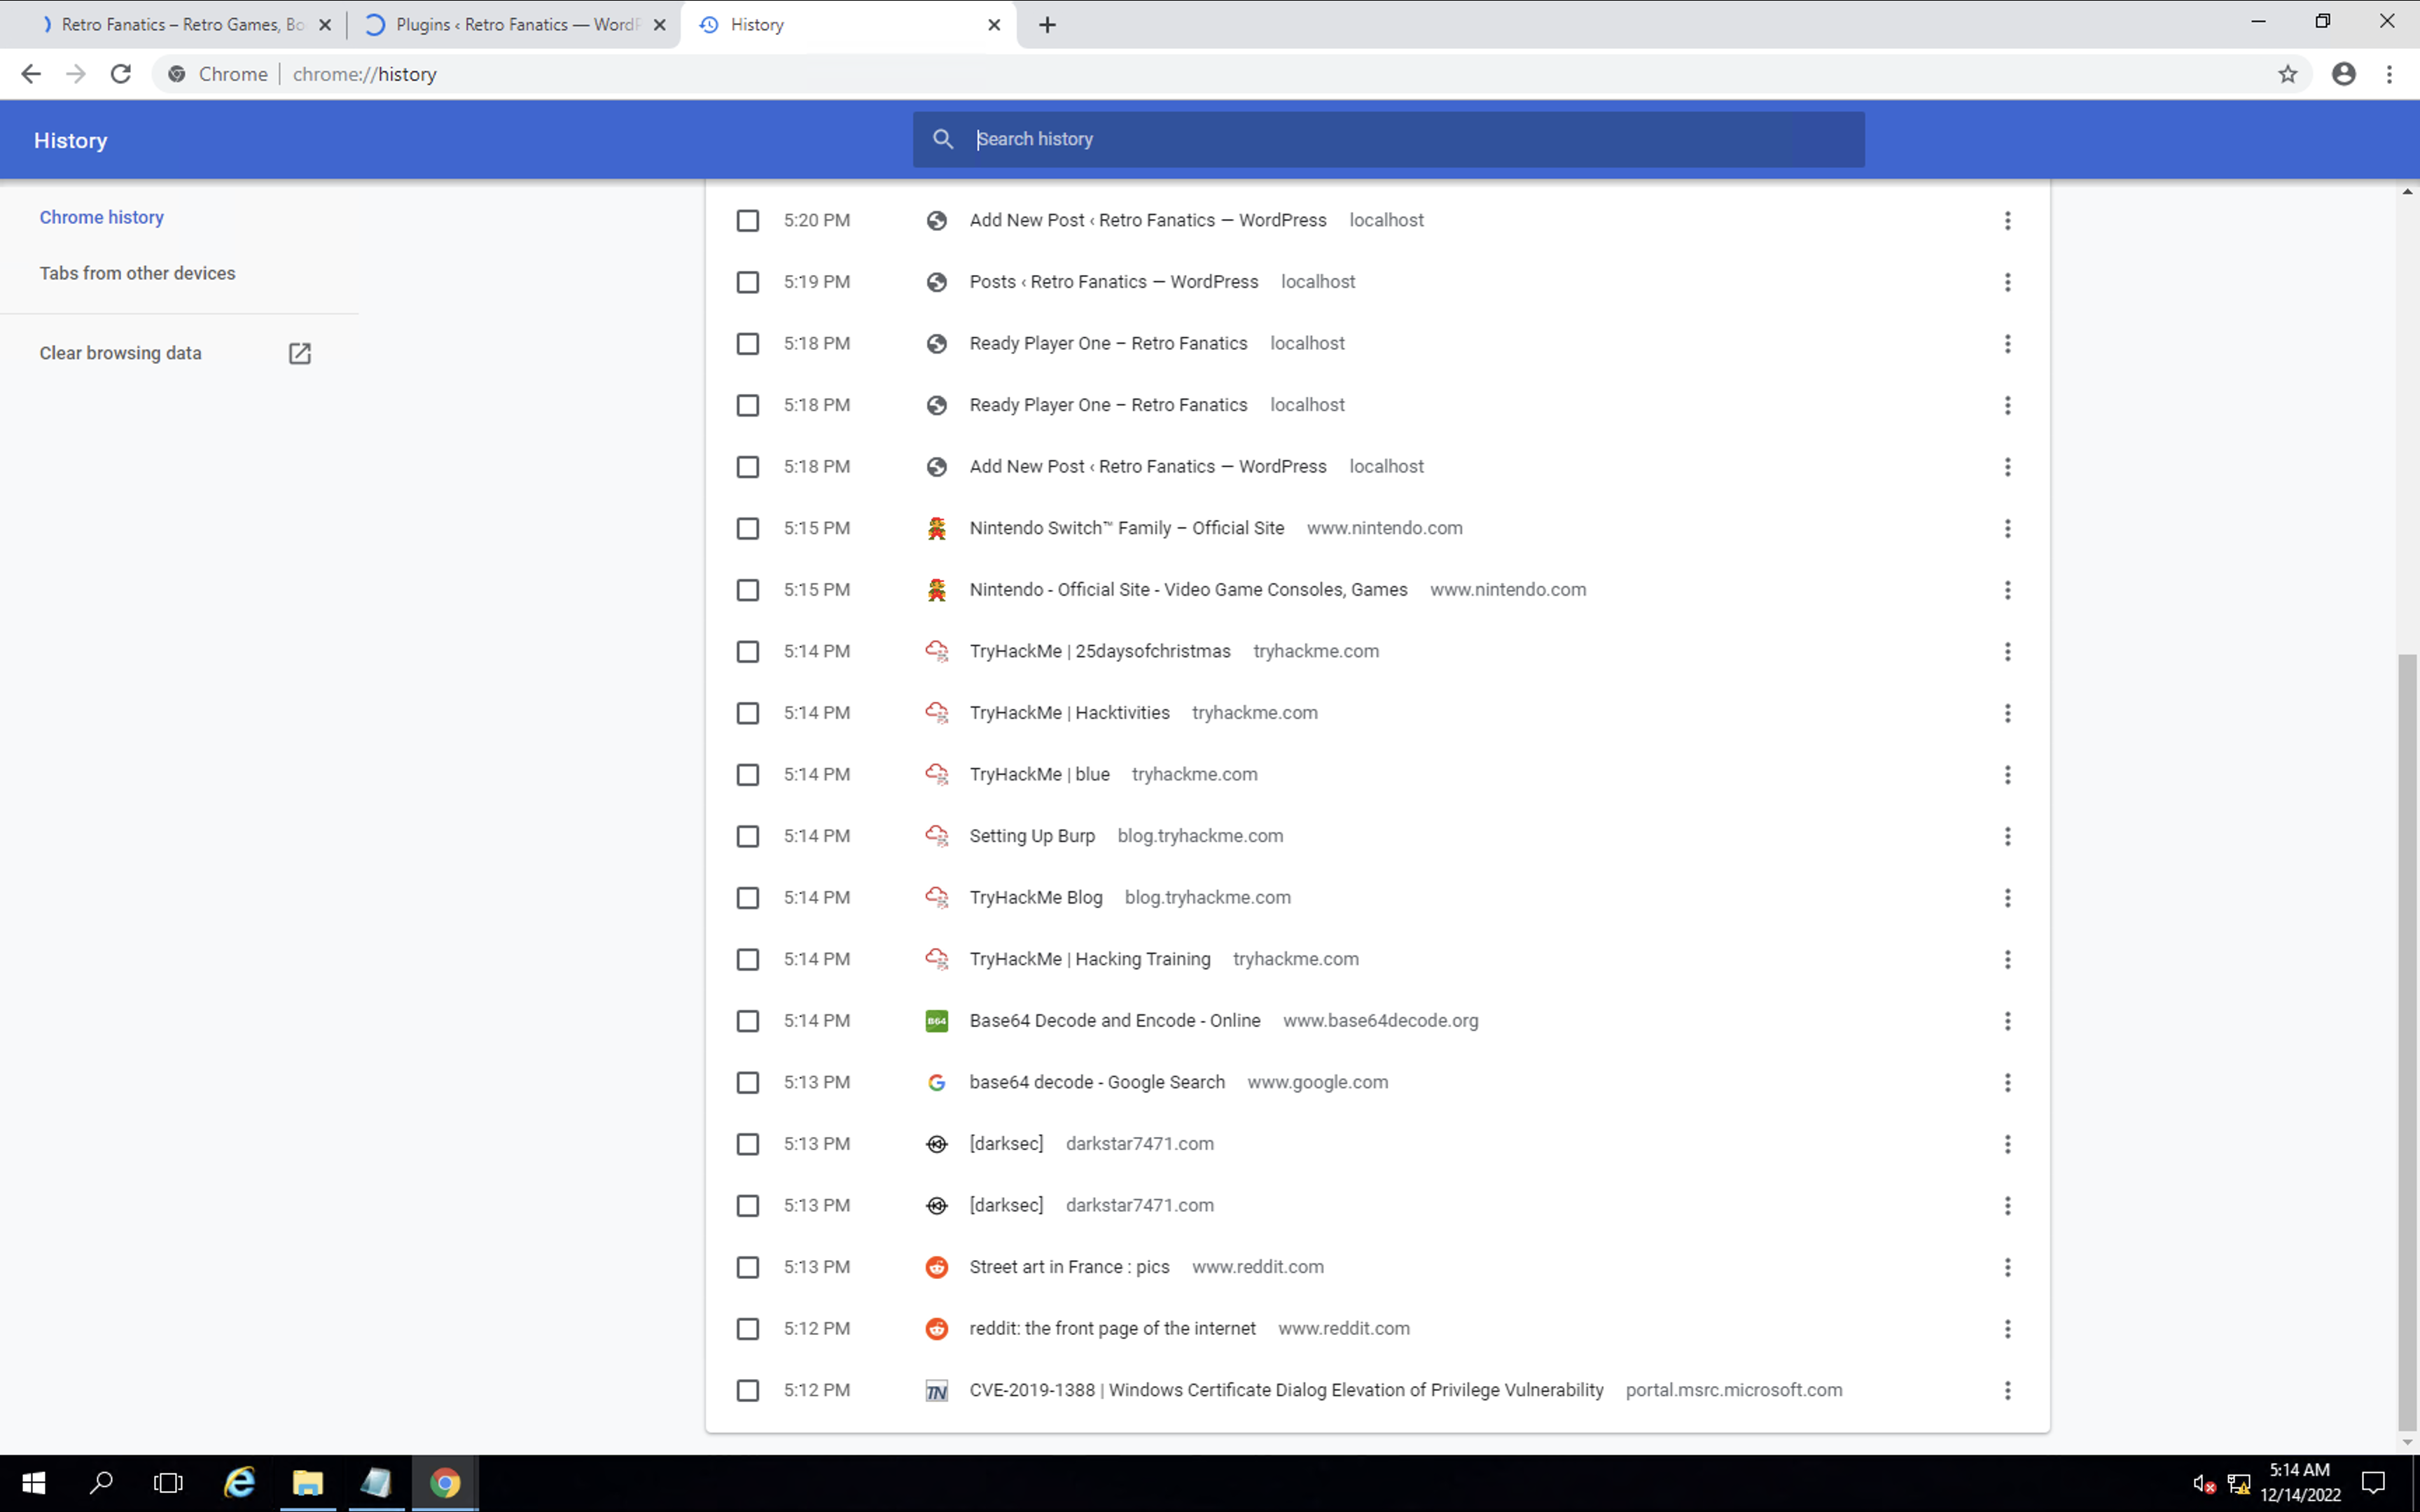 Retro Fanatics – Retro Games, Bo
Plugins ‹ Retro Fanatics — WordP
History
Chrome | chrome://history
History
Search history
Chrome history
Tabs from other devices
Clear browsing data
5:20 PM Add New Post ‹ Retro Fanatics — WordPress localhost
5:19 PM Posts ‹ Retro Fanatics — WordPress localhost
5:18 PM Ready Player One – Retro Fanatics localhost
5:18 PM Ready Player One – Retro Fanatics localhost
5:18 PM Add New Post ‹ Retro Fanatics — WordPress localhost
5:15 PM Nintendo Switch™ Family – Official Site www.nintendo.com
5:15 PM Nintendo - Official Site - Video Game Consoles, Games www.nintendo.com
5:14 PM TryHackMe | 25daysofchristmas tryhackme.com
5:14 PM TryHackMe | Hacktivities tryhackme.com
5:14 PM TryHackMe | blue tryhackme.com
5:14 PM Setting Up Burp blog.tryhackme.com
5:14 PM TryHackMe Blog blog.tryhackme.com
5:14 PM TryHackMe | Hacking Training tryhackme.com
5:14 PM B64 Base64 Decode and Encode - Online www.base64decode.org
5:13 PM base64 decode - Google Search www.google.com
5:13 PM [darksec] darkstar7471.com
5:13 PM [darksec] darkstar7471.com
5:13 PM Street art in France : pics www.reddit.com
5:12 PM reddit: the front page of the internet www.reddit.com
5:12 PM TN CVE-2019-1388 | Windows Certificate Dialog Elevation of Privilege Vulnerability portal.msrc.microsoft.com
5:14 AM
12/14/2022